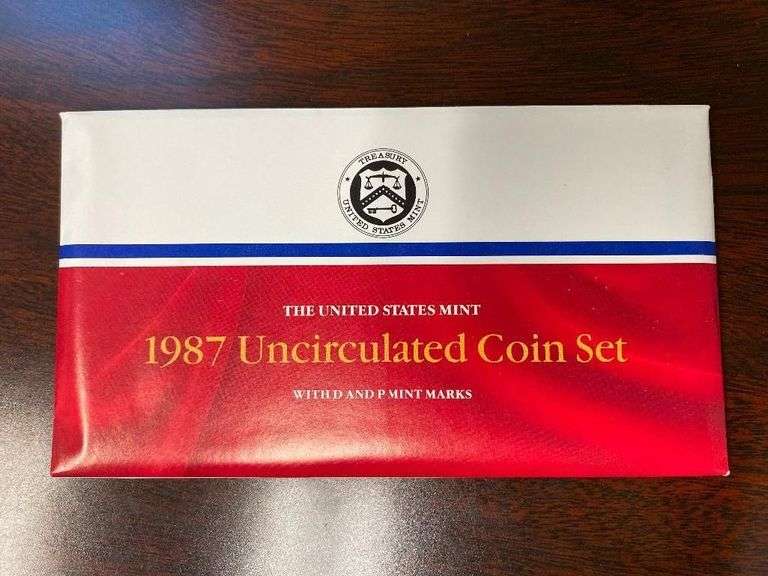 TREASURY
UNITED STATES MINT
THE UNITED STATES MINT
1987 Uncirculated Coin Set
WITH D AND P MINT MARKS